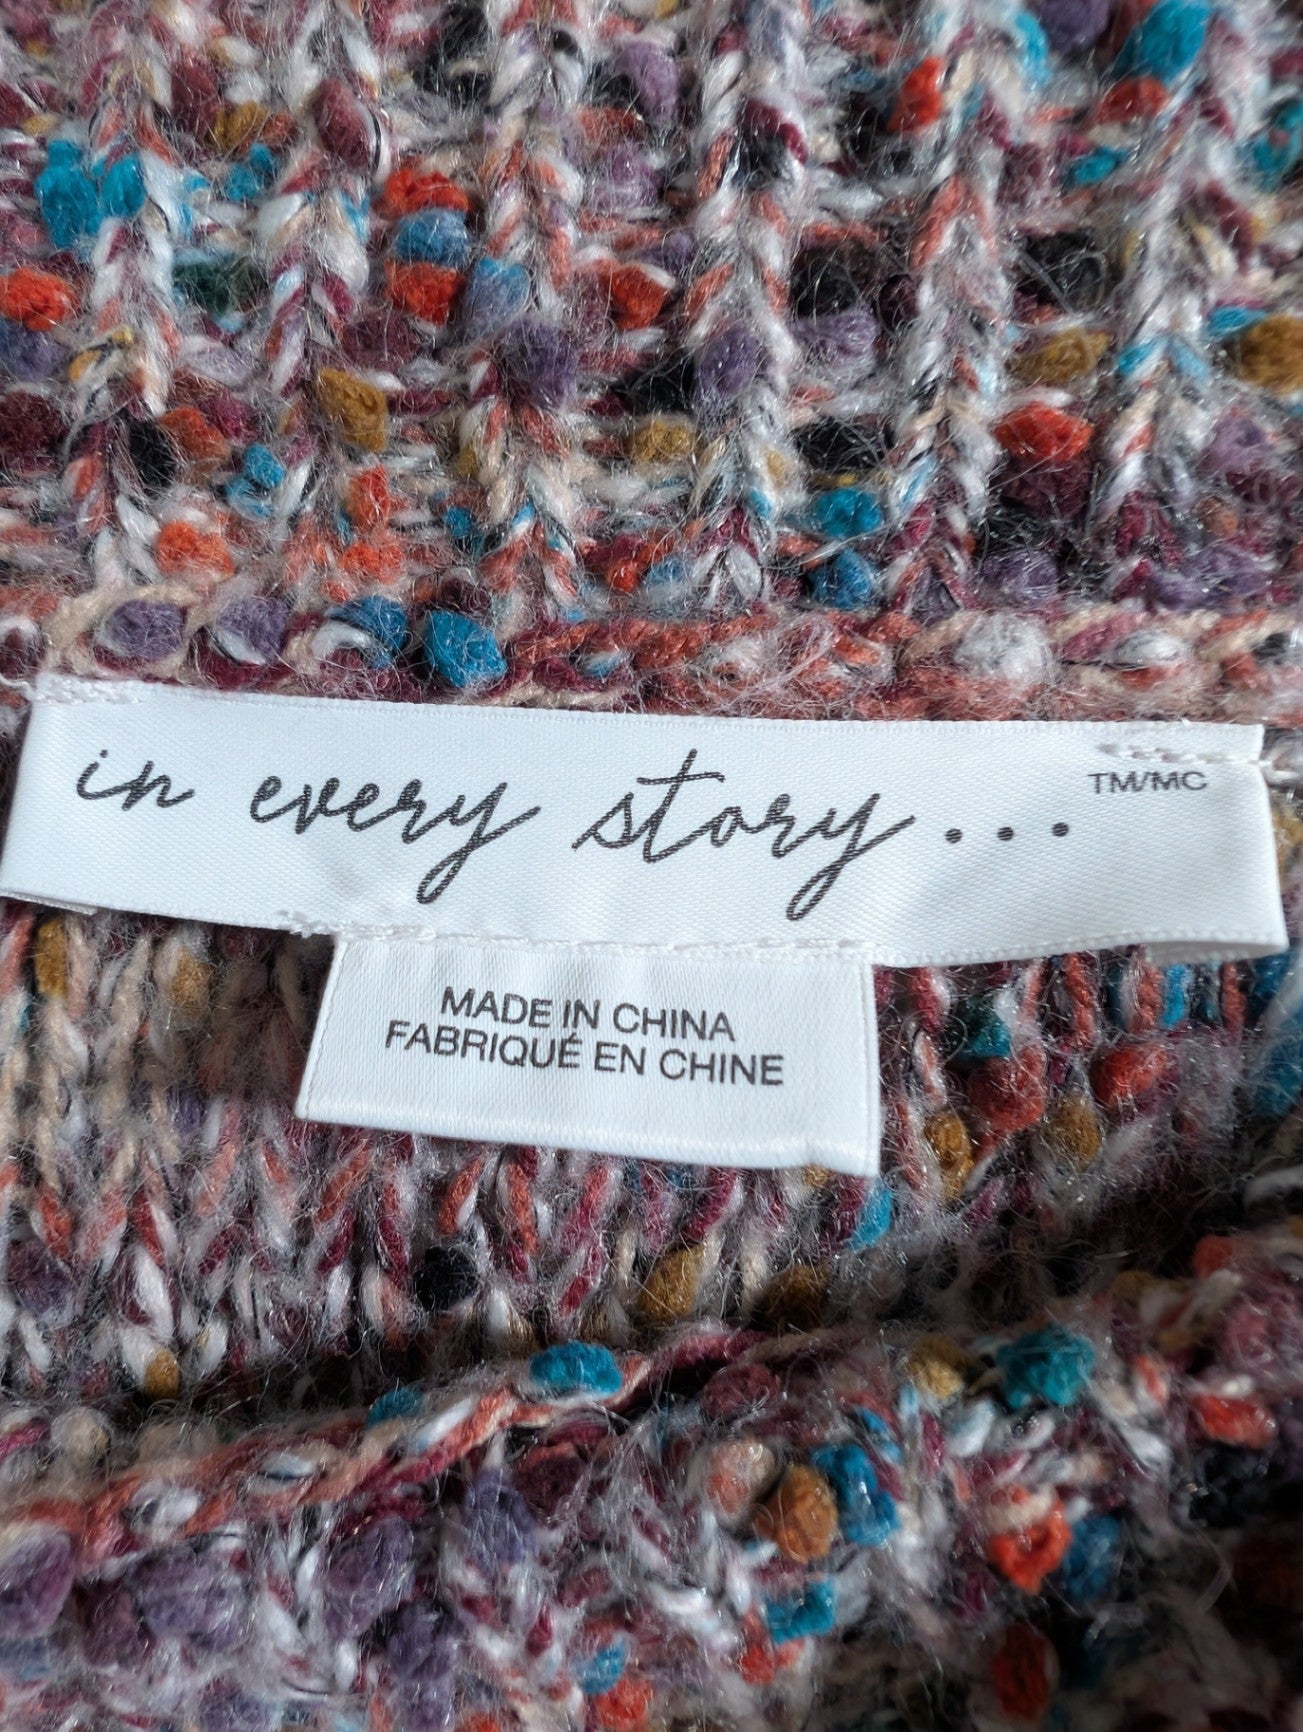 in every story... TM/MC
MADE IN CHINA
FABRIQUÉ EN CHINE